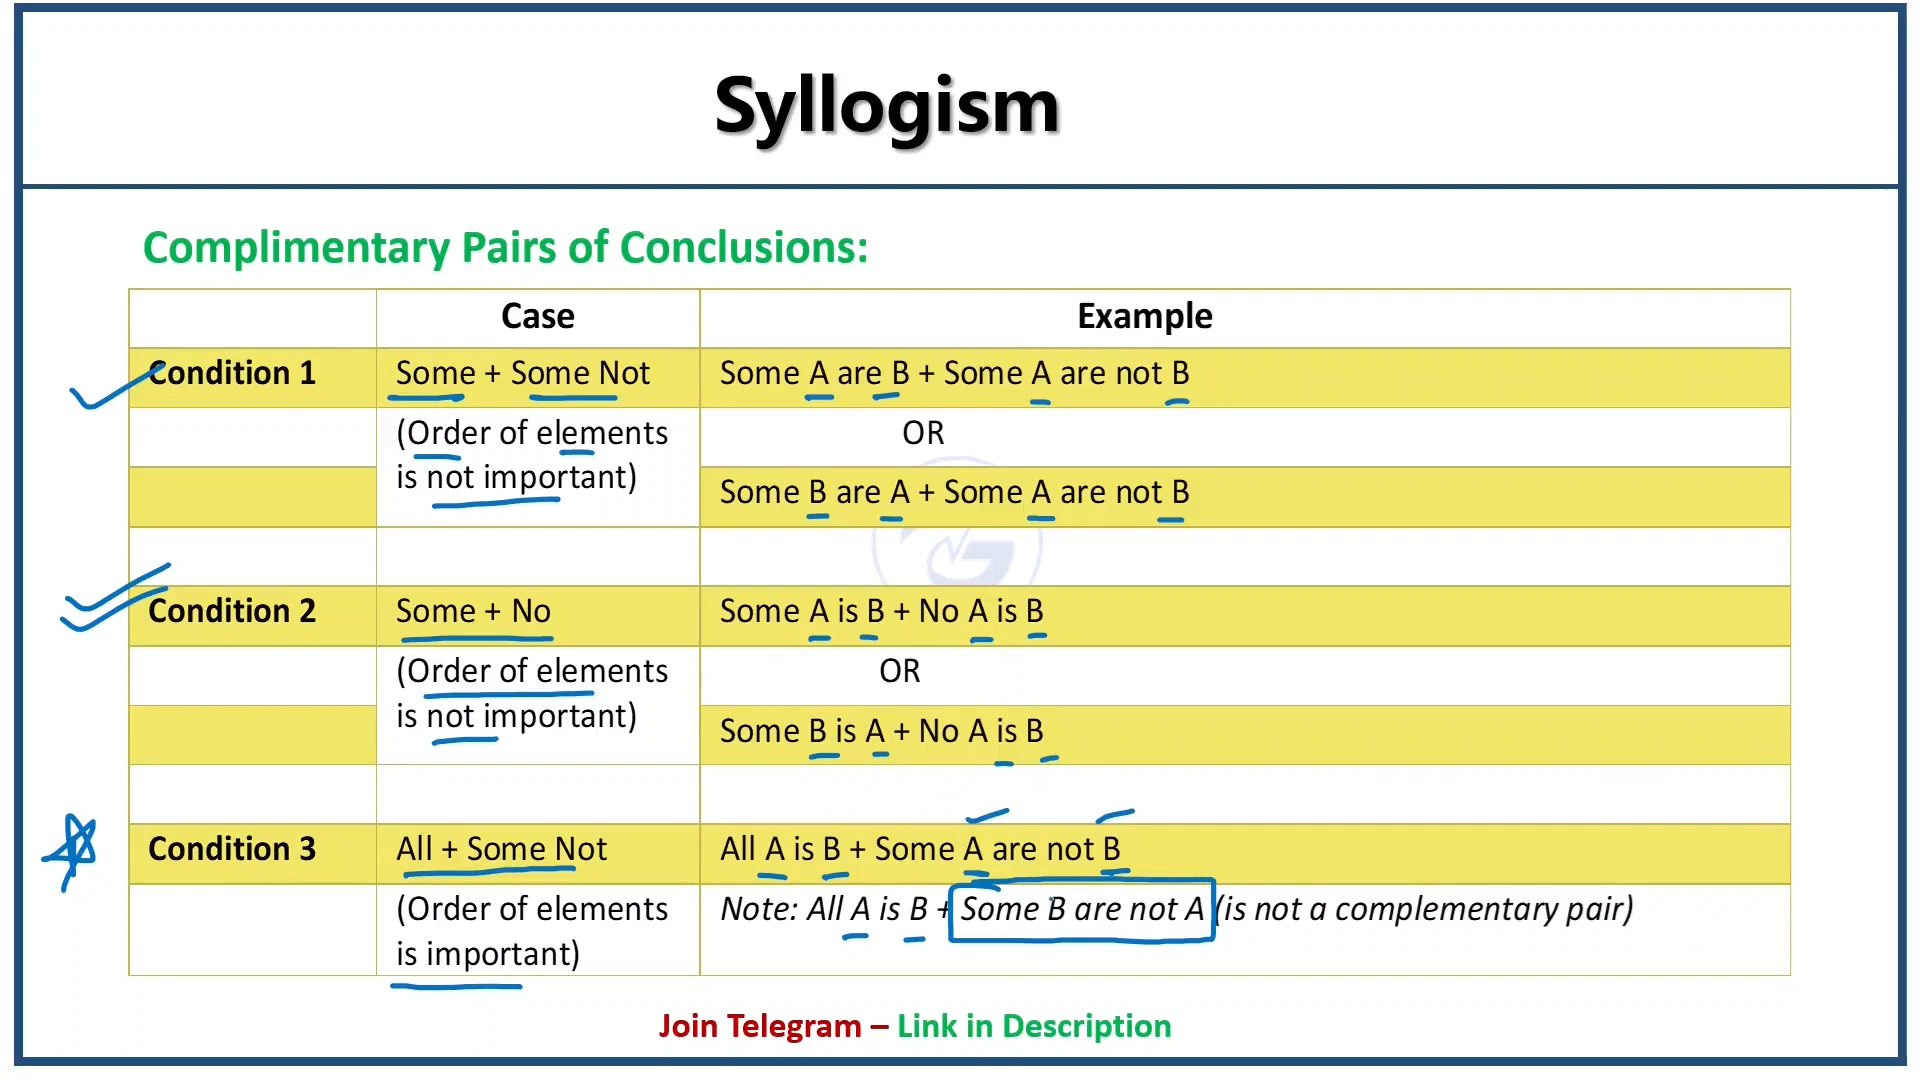 Syllogism
Complimentary Pairs of Conclusions:
Case Example
Condition 1 Some + Some Not Some A are B + Some A are not B
(Order of elements OR
is not important)
Some B are A + Some A are not B
Condition 2 Some + No Some A is B + No A is B
(Order of elements OR
is not important) Some B is A + No A is B
Condition 3 All + Some Not All A is B + Some A are not B
(Order of elements Note: All A is B + Some B are not A (is not a complementary pair)
is important)
Join Telegram – Link in Description